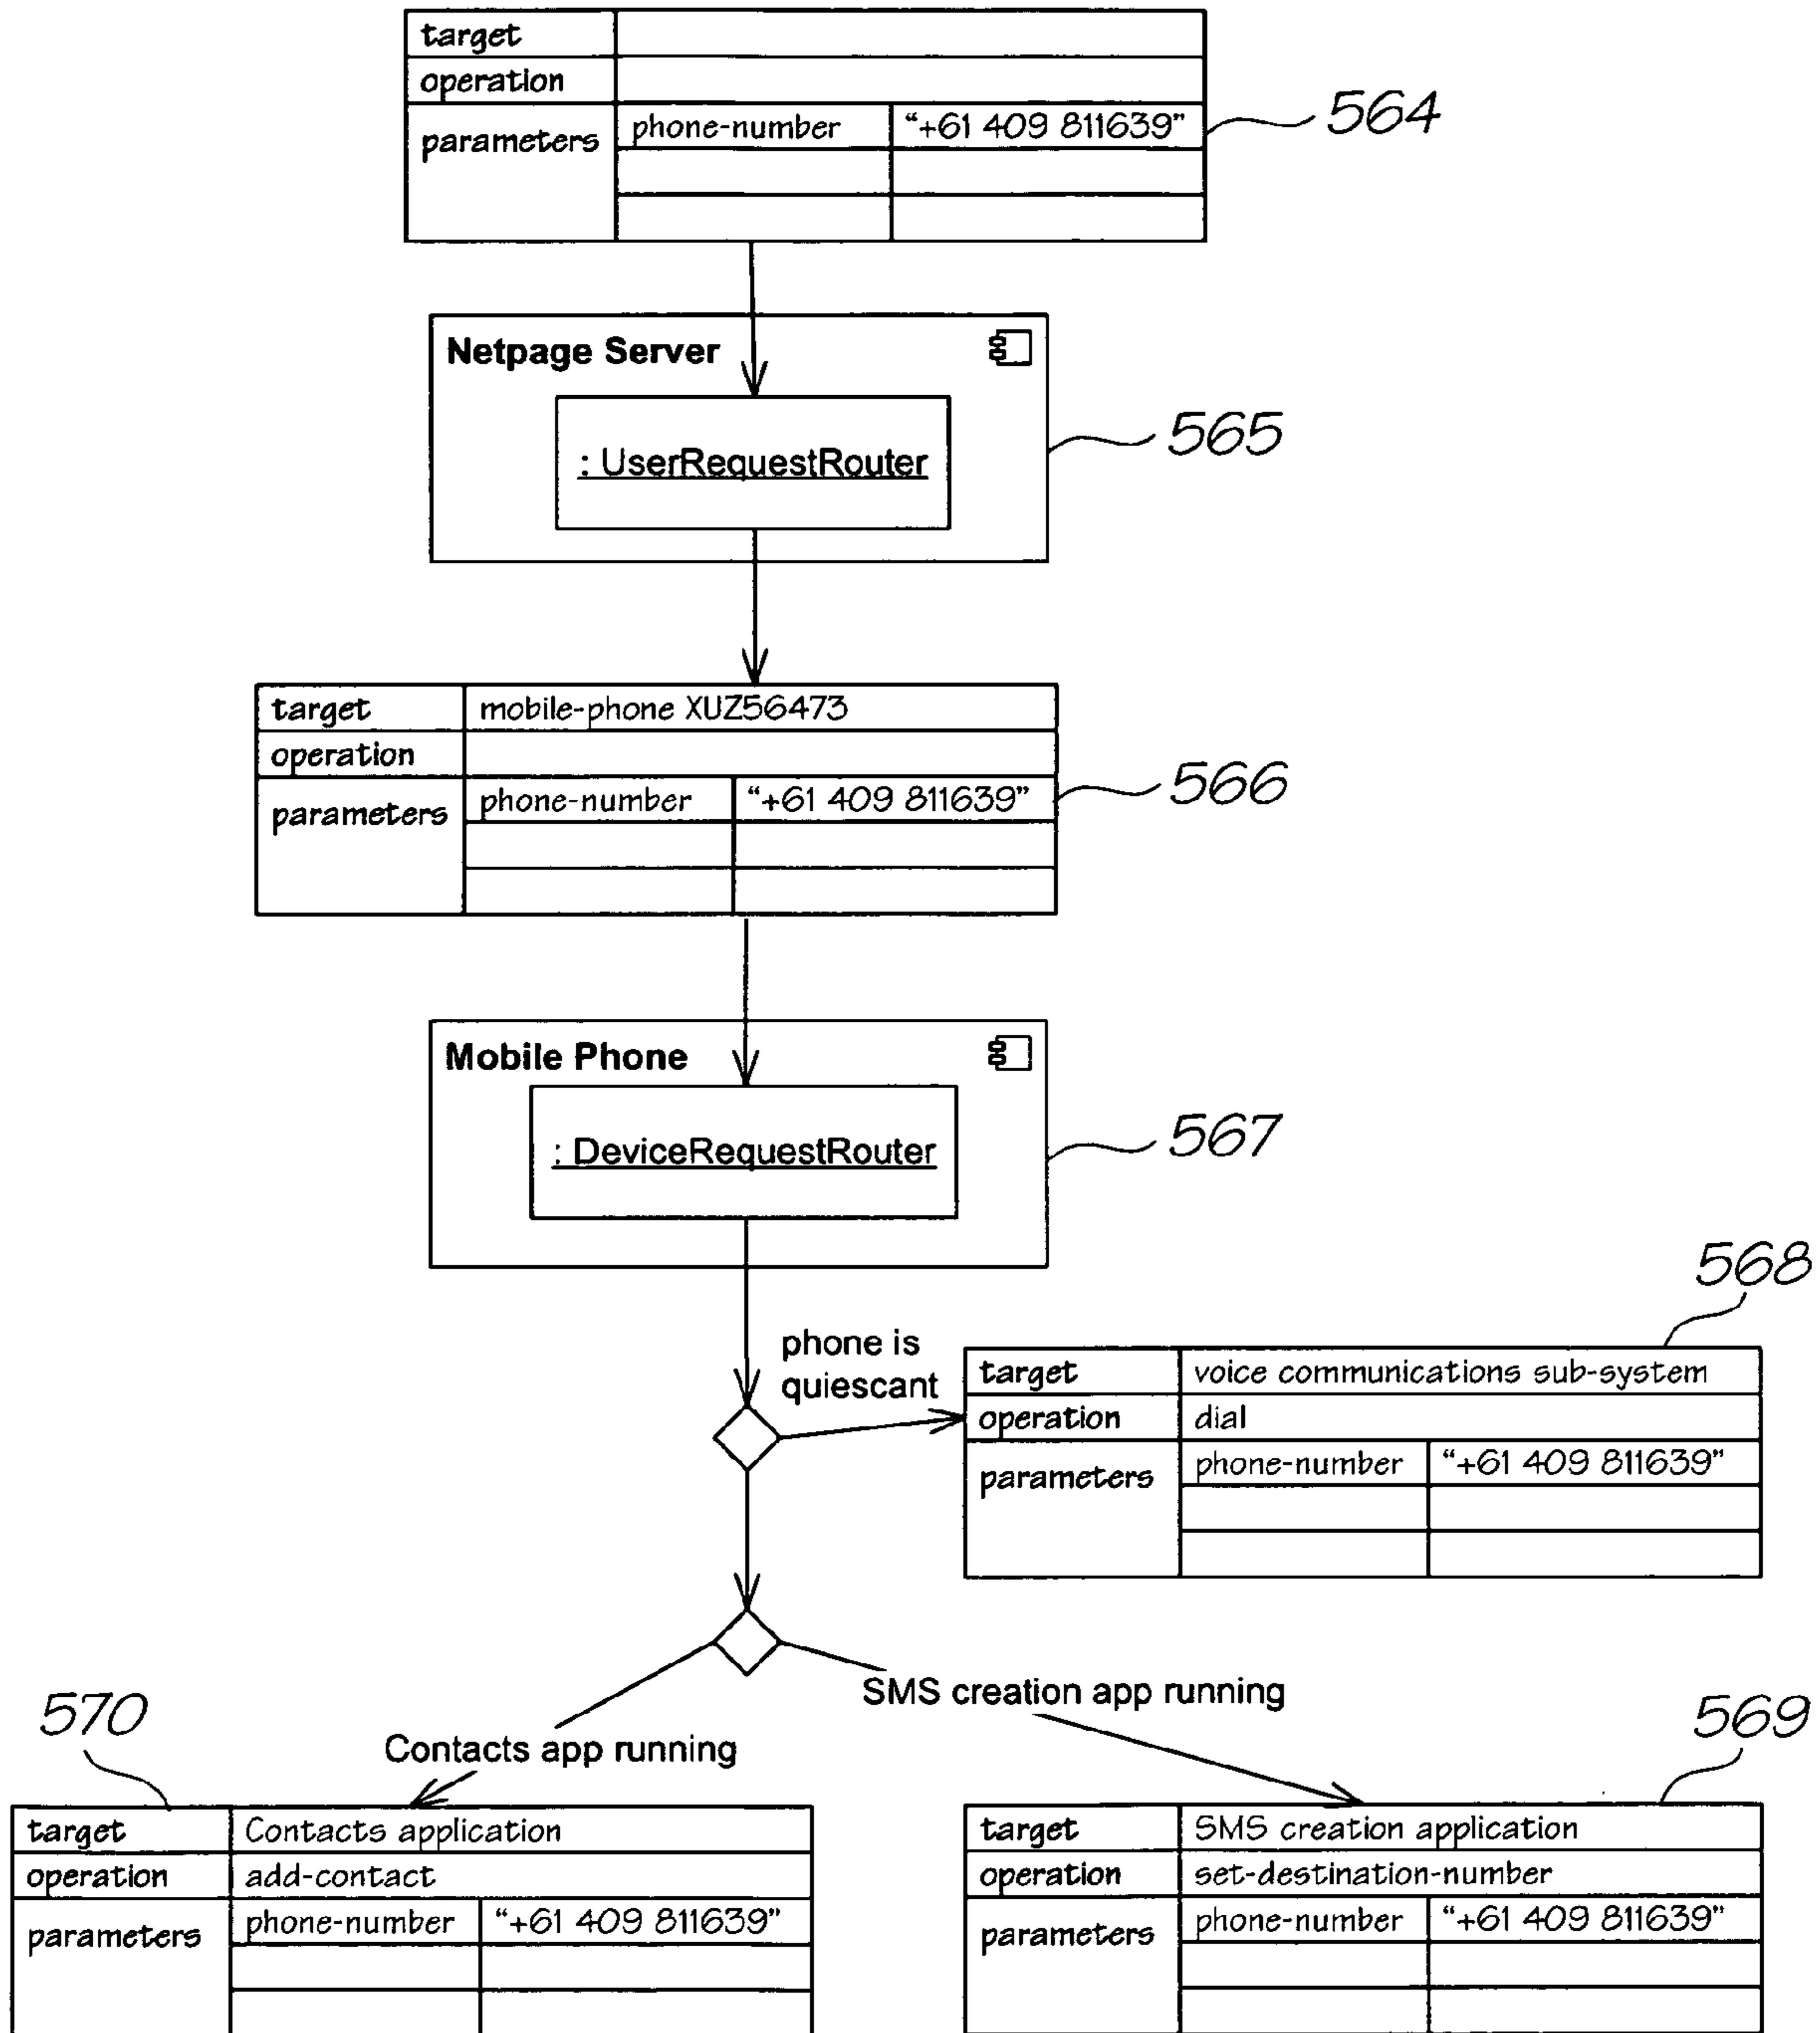 target
operation
parameters phone-number "+61 409 811639"
564
Netpage Server
: UserRequestRouter
565
target mobile-phone XUZ56473
operation
parameters phone-number "+61 409 811639"
566
Mobile Phone
: DeviceRequestRouter
567
568
phone is
quiescant
target voice communications sub-system
operation dial
parameters phone-number "+61 409 811639"
SMS creation app running
Contacts app running
570
target Contacts application
operation add-contact
parameters phone-number "+61 409 811639"
569
target SMS creation application
operation set-destination-number
parameters phone-number "+61 409 811639"